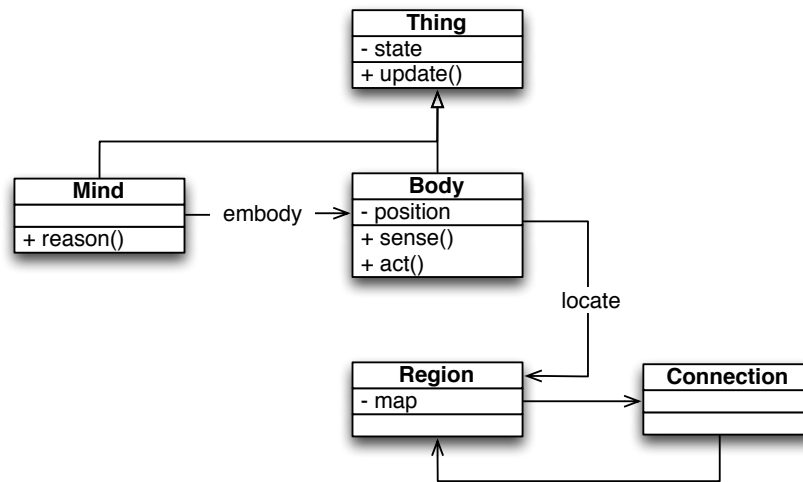 Thing
- state
+ update()
Mind
+ reason()
embody
Body
- position
+ sense()
+ act()
locate
Region
- map
Connection